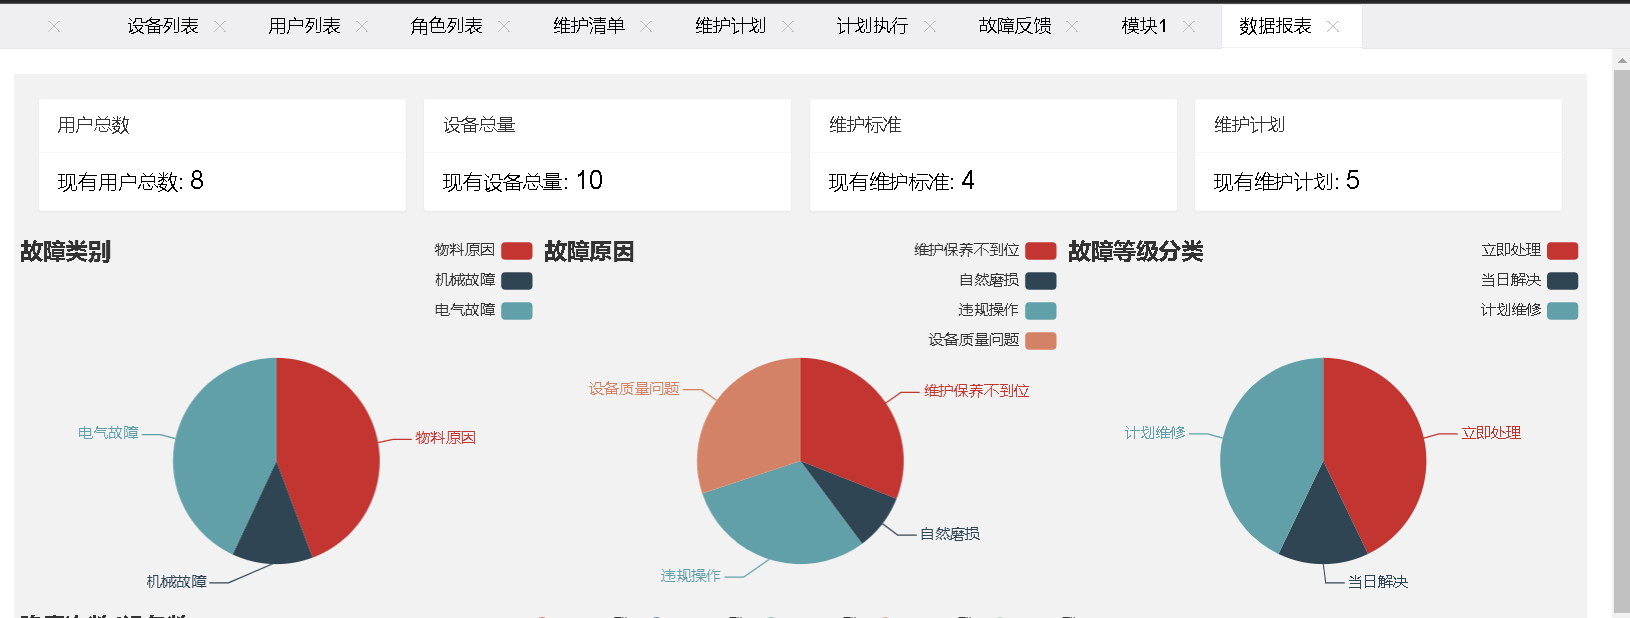 设备列表 用户列表 角色列表 维护清单 维护计划 计划执行 故障反馈 模块1 数据报表
用户总数
现有用户总数: 8
设备总量
现有设备总量: 10
维护标准
现有维护标准: 4
维护计划
现有维护计划: 5
故障类别
物料原因
机械故障
电气故障
电气故障
物料原因
机械故障
故障原因
维护保养不到位
自然磨损
违规操作
设备质量问题
设备质量问题
维护保养不到位
自然磨损
违规操作
故障等级分类
立即处理
当日解决
计划维修
计划维修
立即处理
当日解决